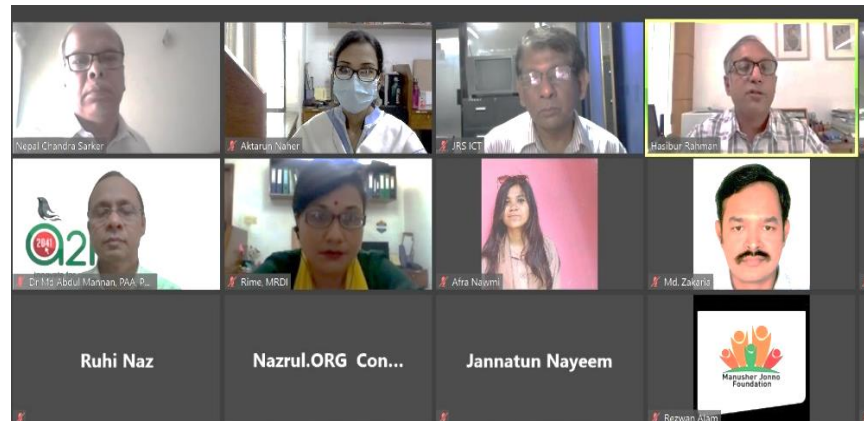 Nepal Chandra Sarker
Aktarun Naher
JRS ICT
Hasibur Rahman
2041
a2i
Dr Md Abdul Mannan, PAA, P...
Rime, MRDI
Afra Nawmi
Md. Zakaria
Ruhi Naz
Nazrul.ORG Con...
Jannatun Nayeem
Manusher Jonno
Foundation
Rezwan Alam